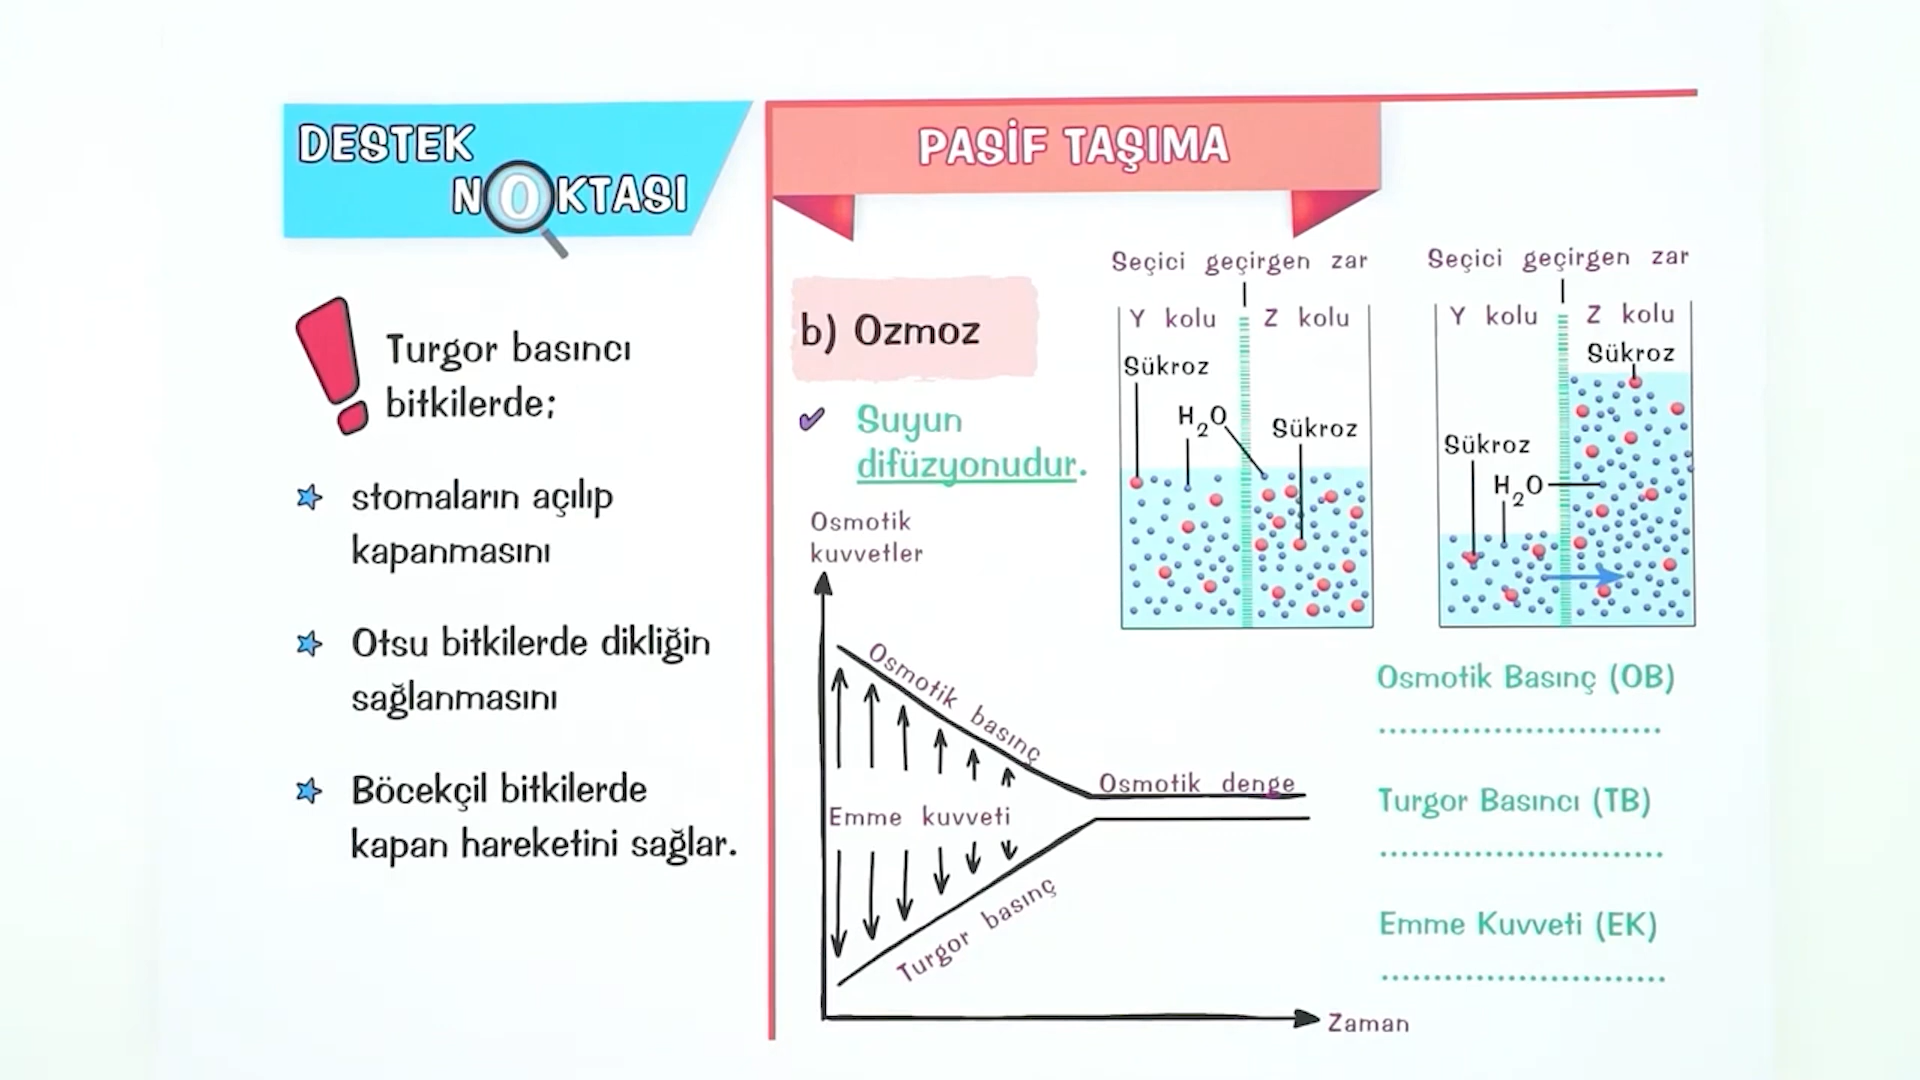 DESTEK
NOKTASI
Turgor basıncı
bitkilerde;
stomaların açılıp
kapanmasını
Otsu bitkilerde dikliğin
sağlanmasını
Böcekçil bitkilerde
kapan hareketini sağlar.
PASİF TAŞIMA
b) Ozmoz
Suyun
difüzyonudur.
Seçici geçirgen zar
Y kolu Z kolu
Sükroz
H₂O
Sükroz
Seçici geçirgen zar
Y kolu Z kolu
Sükroz
Sükroz
H₂O
Osmotik
kuvvetler
Osmotik basınç
Osmotik denge
Emme kuvveti
Turgor basınç
Zaman
Osmotik Basınç (OB)
..............................
Turgor Basıncı (TB)
..............................
Emme Kuvveti (EK)
..............................